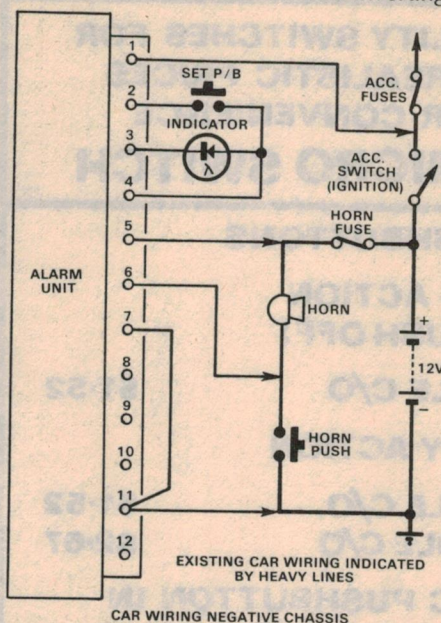 1
SET P/B
2
INDICATOR
3
λ
4
5
6
7
8
9
10
11
12
ALARM
UNIT
ACC.
FUSES
ACC.
SWITCH
(IGNITION)
HORN
FUSE
HORN
+
12V
−
HORN
PUSH
EXISTING CAR WIRING INDICATED
BY HEAVY LINES
CAR WIRING NEGATIVE CHASSIS